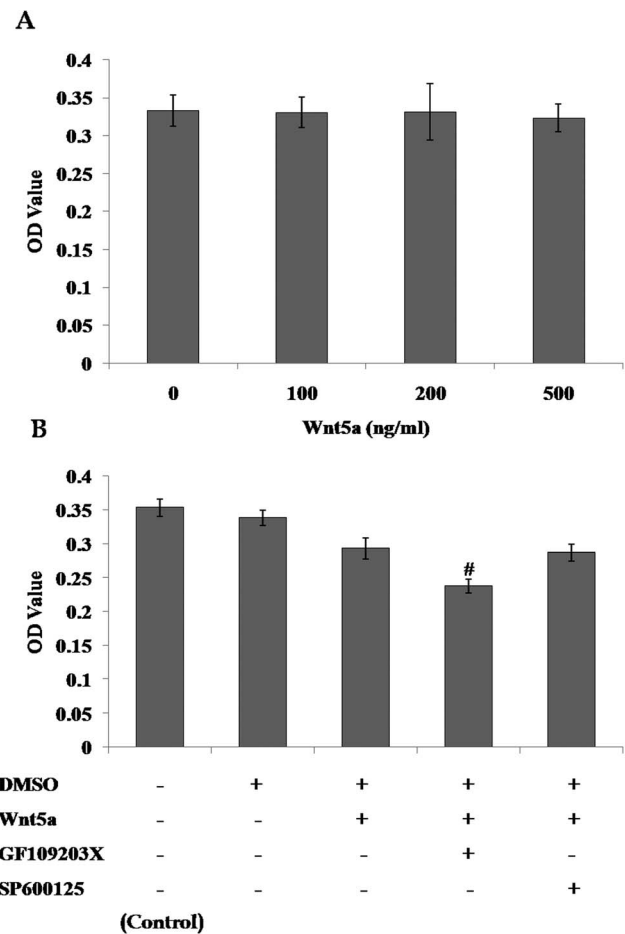 A
0.4
0.35
0.3
0.25
0.2
0.15
0.1
0.05
0
OD Value
0 100 200 500
Wnt5a (ng/ml)
B
0.4
0.35
0.3
0.25
0.2
0.15
0.1
0.05
0
OD Value
#
DMSO - + + + +
Wnt5a - - + + +
GF109203X - - - + -
SP600125 - - - - +
(Control)